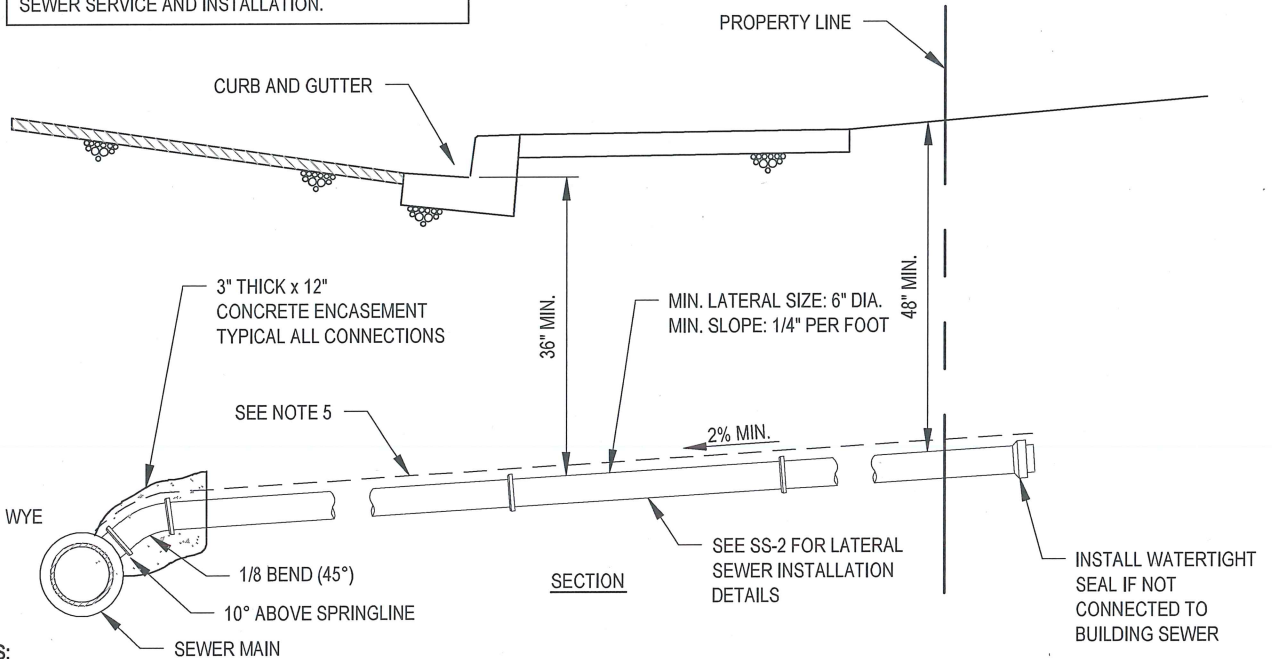 SEWER SERVICE AND INSTALLATION.
PROPERTY LINE
CURB AND GUTTER
3" THICK x 12"
CONCRETE ENCASEMENT
TYPICAL ALL CONNECTIONS
36" MIN.
MIN. LATERAL SIZE: 6" DIA.
MIN. SLOPE: 1/4" PER FOOT
48" MIN.
SEE NOTE 5
2% MIN.
WYE
1/8 BEND (45°)
10° ABOVE SPRINGLINE
SEWER MAIN
SECTION
SEE SS-2 FOR LATERAL
SEWER INSTALLATION
DETAILS
INSTALL WATERTIGHT
SEAL IF NOT
CONNECTED TO
BUILDING SEWER
S: